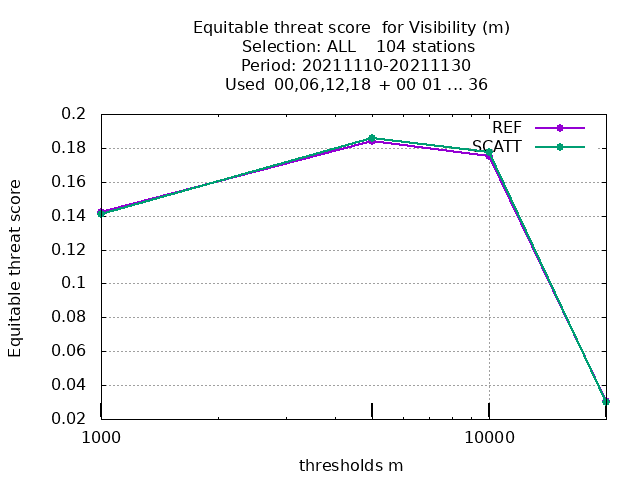 Equitable threat score  for Visibility (m)
Selection: ALL    104 stations
Period: 20211110-20211130
Used  00,06,12,18  + 00 01 ... 36
REF
SCATT
0.2
0.18
0.16
0.14
0.12
0.1
0.08
0.06
0.04
0.02
Equitable threat score
1000
10000
thresholds m